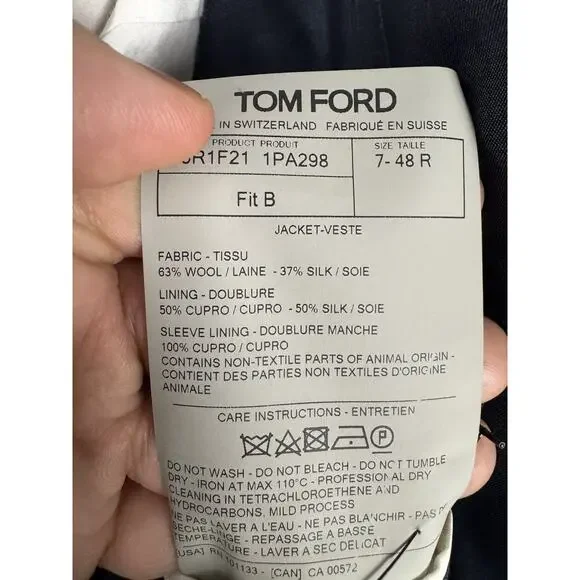 TOM FORD
IN SWITZERLAND FABRIQUÉ EN SUISSE
PRODUCT PRODUIT SIZE TAILLE
R1F21 1PA298 7- 48 R
Fit B
JACKET-VESTE
FABRIC - TISSU
63% WOOL / LAINE - 37% SILK / SOIE
LINING - DOUBLURE
50% CUPRO / CUPRO - 50% SILK / SOIE
SLEEVE LINING - DOUBLURE MANCHE
100% CUPRO / CUPRO
CONTAINS NON-TEXTILE PARTS OF ANIMAL ORIGIN -
CONTIENT DES PARTIES NON TEXTILES D'ORIGINE
ANIMALE
CARE INSTRUCTIONS - ENTRETIEN
P
DO NOT WASH - DO NOT BLEACH - DO NOT TUMBLE
DRY - IRON AT MAX 110°C - PROFESSIONAL DRY
CLEANING IN TETRACHLOROETHENE AND
HYDROCARBONS, MILD PROCESS
NE PAS LAVER A L'EAU - NE PAS BLANCHIR - PAS DE
SECHE-LINGE - REPASSAGE A BASSE
TEMPERATURE - LAVER A SEC DELICAT
[USA] RN 101133 - [CAN] CA 00572